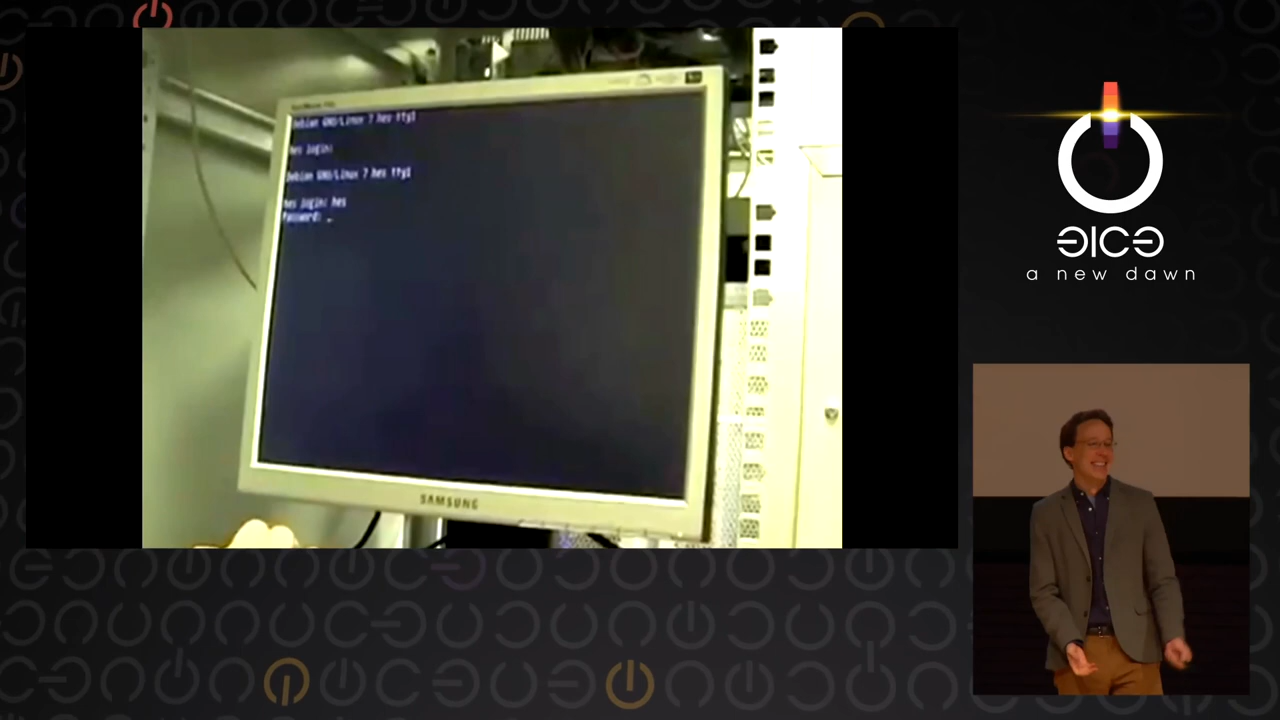 Debian GNU/Linux 7 hes tty1
hes login:
Debian GNU/Linux 7 hes tty1
hes login: hes
Password: _
SAMSUNG
31C3
a new dawn